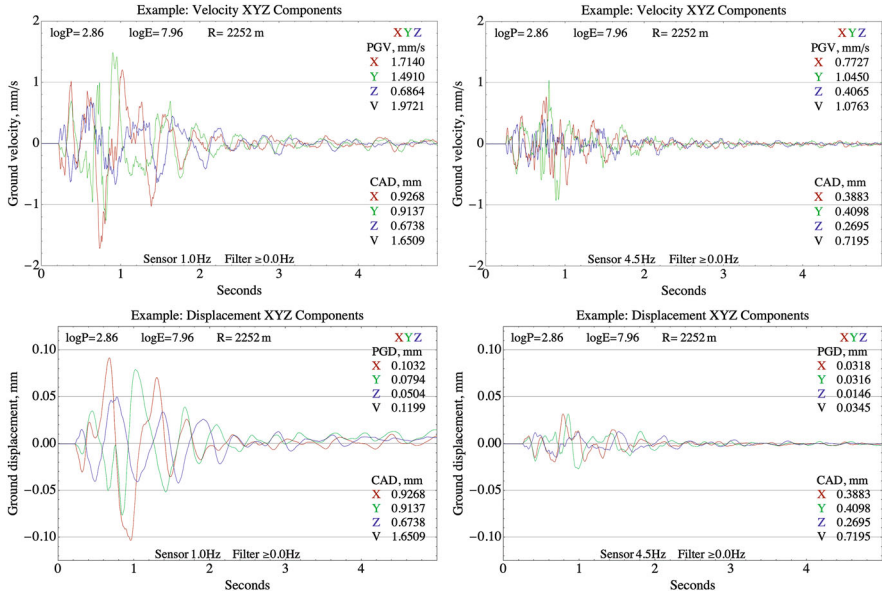 Example: Velocity XYZ Components
logP= 2.86 logE= 7.96 R= 2252 m XYZ
PGV, mm/s
X 1.7140
Y 1.4910
Z 0.6864
V 1.9721
CAD, mm
X 0.9268
Y 0.9137
Z 0.6738
V 1.6509
Sensor 1.0Hz Filter ≥0.0Hz
Ground velocity, mm/s
2
1
0
−1
−2
0 1 2 3 4
Seconds
Example: Velocity XYZ Components
logP= 2.86 logE= 7.96 R= 2252 m XYZ
PGV, mm/s
X 0.7727
Y 1.0450
Z 0.4065
V 1.0763
CAD, mm
X 0.3883
Y 0.4098
Z 0.2695
V 0.7195
Sensor 4.5Hz Filter ≥0.0Hz
Ground velocity, mm/s
2
1
0
−1
−2
0 1 2 3 4
Seconds
Example: Displacement XYZ Components
logP=2.86 logE=7.96 R= 2252 m XYZ
PGD, mm
X 0.1032
Y 0.0794
Z 0.0504
V 0.1199
CAD, mm
X 0.9268
Y 0.9137
Z 0.6738
V 1.6509
Sensor 1.0Hz Filter ≥0.0Hz
Ground displacement, mm
0.10
0.05
0.00
−0.05
−0.10
0 1 2 3 4
Seconds
Example: Displacement XYZ Components
logP=2.86 logE=7.96 R= 2252 m XYZ
PGD, mm
X 0.0318
Y 0.0316
Z 0.0146
V 0.0345
CAD, mm
X 0.3883
Y 0.4098
Z 0.2695
V 0.7195
Sensor 4.5Hz Filter ≥0.0Hz
Ground displacement, mm
0.10
0.05
0.00
−0.05
−0.10
0 1 2 3 4
Seconds